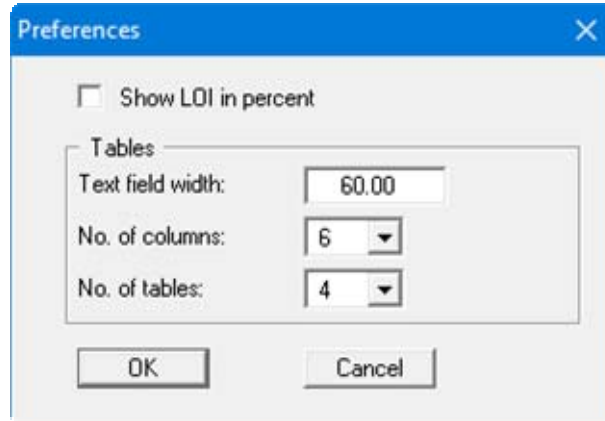 Preferences
Show LOI in percent
Tables
Text field width: 60.00
No. of columns: 6
No. of tables: 4
OK Cancel